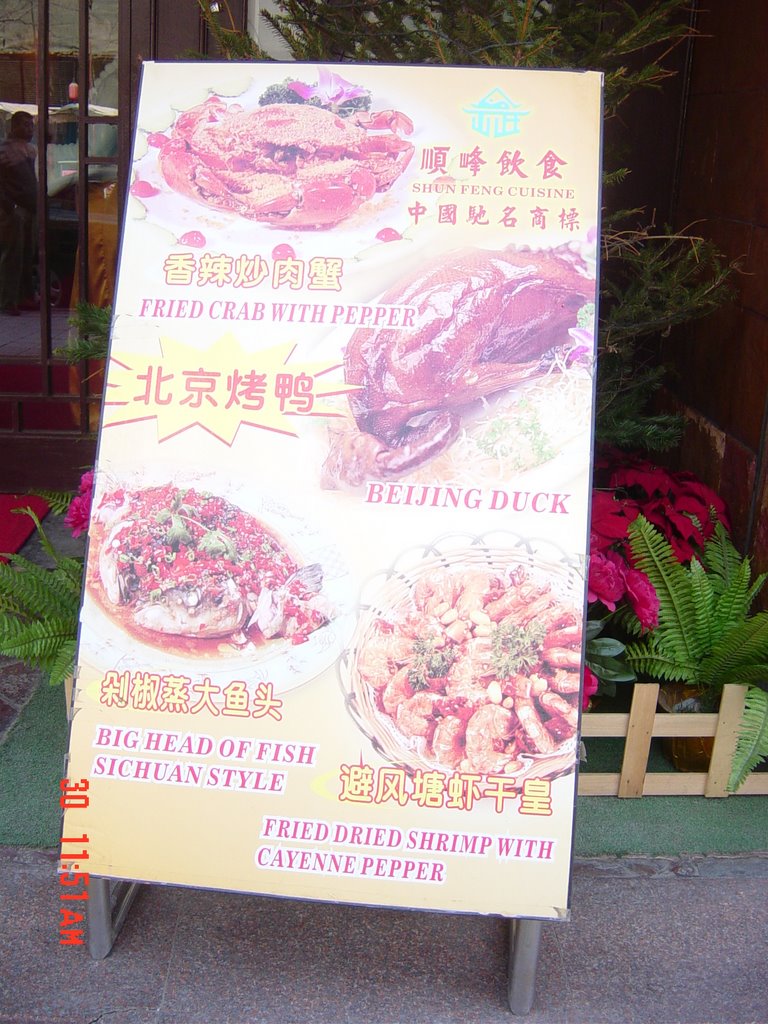 順峰飲食
SHUN FENG CUISINE
中國馳名商標
香辣炒肉蟹
FRIED CRAB WITH PEPPER
北京烤鸭
BEIJING DUCK
剁椒蒸大鱼头
BIG HEAD OF FISH
SICHUAN STYLE
避风塘虾干皇
FRIED DRIED SHRIMP WITH
CAYENNE PEPPER
30 11:51AM